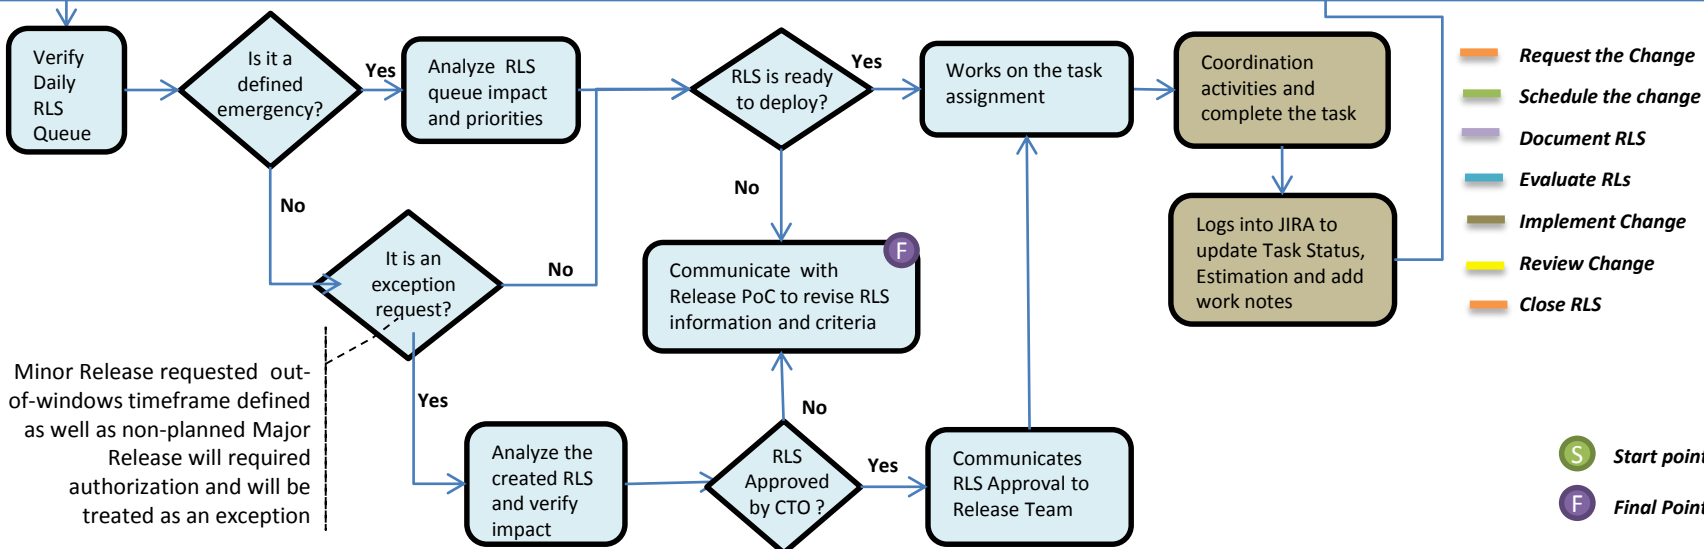 Verify
Daily
RLS
Queue
Is it a
defined
emergency?
Yes
No
Analyze RLS
queue impact
and priorities
It is an
exception
request?
No
Yes
Minor Release requested out-
of-windows timeframe defined
as well as non-planned Major
Release will required
authorization and will be
treated as an exception
Analyze the
created RLS
and verify
impact
RLS is ready
to deploy?
Yes
No
Communicate with
Release PoC to revise RLS
information and criteria
F
No
RLS
Approved
by CTO ?
Yes
Communicates
RLS Approval to
Release Team
Works on the task
assignment
Coordination
activities and
complete the task
Logs into JIRA to
update Task Status,
Estimation and add
work notes
Request the Change
Schedule the change
Document RLS
Evaluate RLs
Implement Change
Review Change
Close RLS
S
Start point
F
Final Point